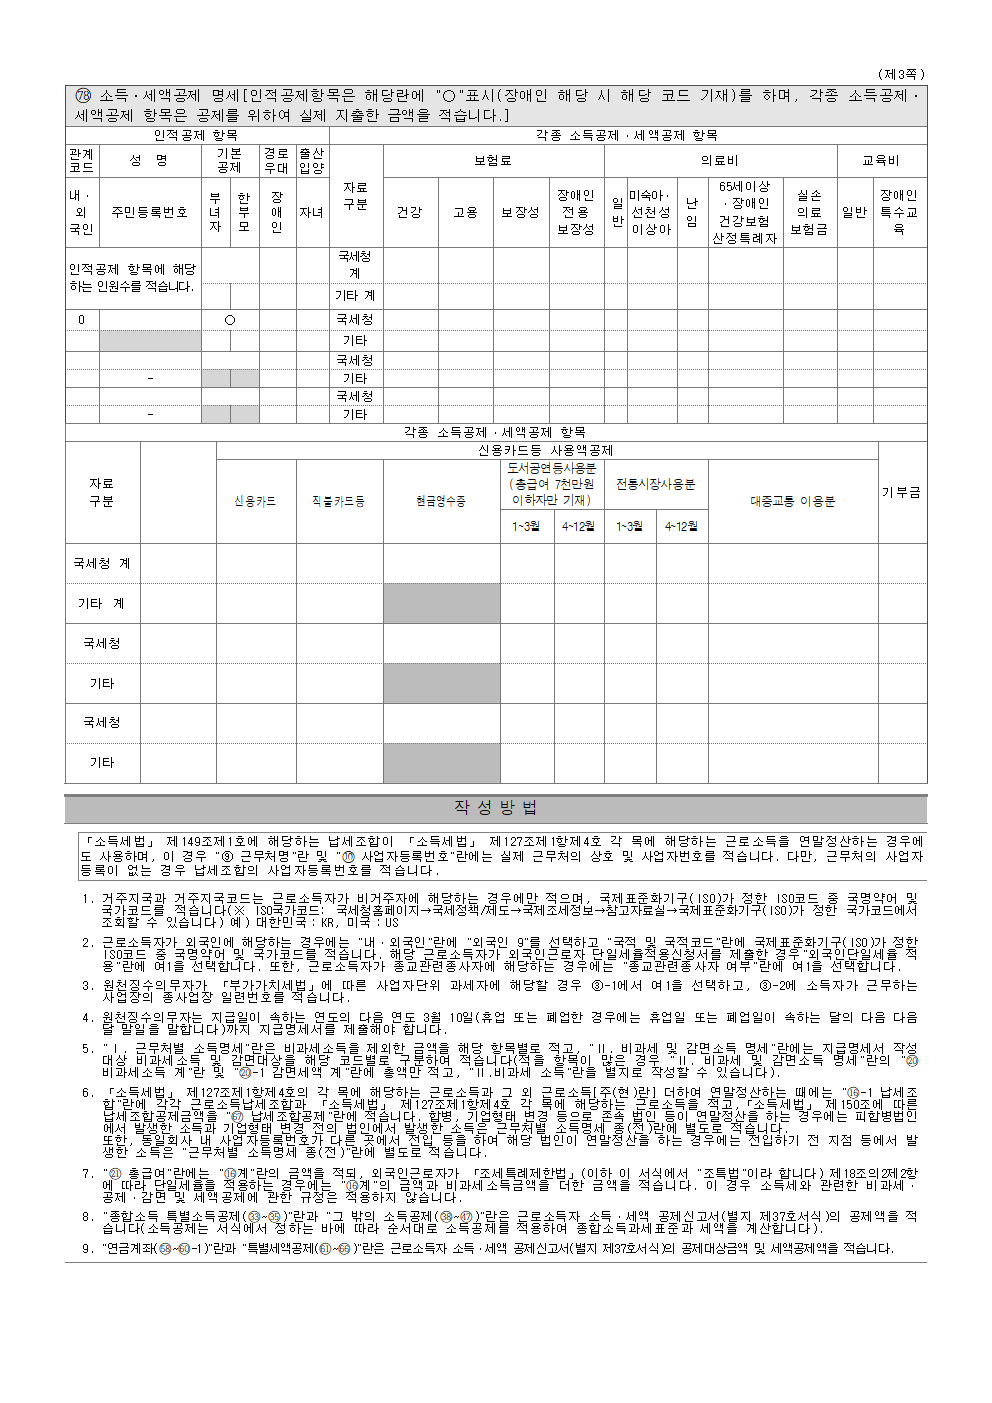 (제3쪽)
㊆ 소득·세액공제 명세[인적공제항목은 해당란에 "○"표시(장애인 해당 시 해당 코드 기재)를 하며, 각종 소득공제·
세액공제 항목은 공제를 위하여 실제 지출한 금액을 적습니다.]
인적공제 항목
각종 소득공제·세액공제 항목
관계
코드
성 명
기본
공제
경로
우대
출산
입양
자료
구분
보험료
의료비
교육비
내·
외
국인
주민등록번호
부
녀
자
한
부
모
장
애
인
자녀
건강
고용
보장성
장애인
전용
보장성
일
반
미숙아·
선천성
이상아
난
임
65세이상
·장애인
건강보험
산정특례자
실손
의료
보험금
일반
장애인
특수교
육
인적공제 항목에 해당
하는 인원수를 적습니다.
국세청
계
기타 계
0
○
국세청
기타
국세청
-
기타
국세청
-
기타
각종 소득공제·세액공제 항목
자료
구분
신용카드등 사용액공제
기부금
신용카드
직불카드등
현금영수증
도서공연등사용분
(총급여 7천만원
이하자만 기재)
전통시장사용분
대중교통 이용분
1~3월
4~12월
1~3월
4~12월
국세청 계
기타 계
국세청
기타
국세청
기타
작 성 방 법
「소득세법」 제149조제1호에 해당하는 납세조합이 「소득세법」 제127조제1항제4호 각 목에 해당하는 근로소득을 연말정산하는 경우에
도 사용하며, 이 경우 "⑨ 근무처명"란 및 "⑩ 사업자등록번호"란에는 실제 근무처의 상호 및 사업자번호를 적습니다. 다만, 근무처의 사업자
등록이 없는 경우 납세조합의 사업자등록번호를 적습니다.
1. 거주지국과 거주지국코드는 근로소득자가 비거주자에 해당하는 경우에만 적으며, 국제표준화기구(ISO)가 정한 ISO코드 중 국명약어 및
국가코드를 적습니다(※ ISO국가코드: 국세청홈페이지→국세정책/제도→국제조세정보→참고자료실→국제표준화기구(ISO)가 정한 국가코드에서
조회할 수 있습니다) 예) 대한민국:KR, 미국:US
2. 근로소득자가 외국인에 해당하는 경우에는 "내·외국인"란에 "외국인 9"를 선택하고 "국적 및 국적코드"란에 국제표준화기구(ISO)가 정한
ISO코드 중 국명약어 및 국가코드를 적습니다. 해당 근로소득자가 외국인근로자 단일세율적용신청서를 제출한 경우 "외국인단일세율 적
용"란에 여1을 선택합니다. 또한, 근로소득자가 종교관련종사자에 해당하는 경우에는 "종교관련종사자 여부"란에 여1을 선택합니다.
3. 원천징수의무자가 「부가가치세법」에 따른 사업자단위 과세자에 해당할 경우 ③-1에서 여1을 선택하고, ③-2에 소득자가 근무하는
사업장의 종사업장 일련번호를 적습니다.
4. 원천징수의무자는 지급일이 속하는 연도의 다음 연도 3월 10일(휴업 또는 폐업한 경우에는 휴업일 또는 폐업일이 속하는 달의 다음 다음
달 말일을 말합니다)까지 지급명세서를 제출해야 합니다.
5. "Ⅰ. 근무처별 소득명세"란은 비과세소득을 제외한 금액을 해당 항목별로 적고, "Ⅱ. 비과세 및 감면소득 명세"란에는 지급명세서 작성
대상 비과세소득 및 감면대상을 해당 코드별로 구분하여 적습니다(적을 항목이 많은 경우 "Ⅱ. 비과세 및 감면소득 명세"란의 "⑳
비과세소득 계"란 및 "⑳-1 감면세액 계"란에 총액만 적고, "Ⅱ.비과세 소득"란을 별지로 작성할 수 있습니다).
6. 「소득세법」 제127조제1항제4호의 각 목에 해당하는 근로소득과 그 외 근로소득[주(현)란] 더하여 연말정산하는 때에는 "⑯-1 납세조
합"란에 각각 근로소득납세조합과 「소득세법」 제127조제1항제4호 각 목에 해당하는 근로소득을 적고,「소득세법」 제150조에 따른
납세조합공제금액을 "㊿ 납세조합공제"란에 적습니다. 합병, 기업형태 변경 등으로 존속 법인 등이 연말정산을 하는 경우에는 피합병법인
에서 발생한 소득과 기업형태 변경 전의 법인에서 발생한 소득은 근무처별 소득명세 종(전)란에 별도로 적습니다.
또한, 동일회사 내 사업자등록번호가 다른 곳에서 전입 등을 하여 해당 법인이 연말정산을 하는 경우에는 전입하기 전 지점 등에서 발
생한 소득은 "근무처별 소득명세 종(전)"란에 별도로 적습니다.
7. "㉑ 총급여"란에는 "⑯계"란의 금액을 적되, 외국인근로자가 「조세특례제한법」(이하 이 서식에서 "조특법"이라 합니다) 제18조의2제2항
에 따라 단일세율을 적용하는 경우에는 "⑯계"의 금액과 비과세소득금액을 더한 금액을 적습니다. 이 경우 소득세와 관련한 비과세·
공제·감면 및 세액공제에 관한 규정은 적용하지 않습니다.
8. "종합소득 특별소득공제(㉝~㉟)"란과 "그 밖의 소득공제(㊳~㊼)"란은 근로소득자 소득·세액 공제신고서(별지 제37호서식)의 공제액을 적
습니다(소득공제는 서식에서 정하는 바에 따라 순서대로 소득공제를 적용하여 종합소득과세표준과 세액을 계산합니다).
9. "연금계좌(58~60-1)"란과 "특별세액공제(61~66)"란은 근로소득자 소득·세액 공제신고서(별지 제37호서식)의 공제대상금액 및 세액공제액을 적습니다.